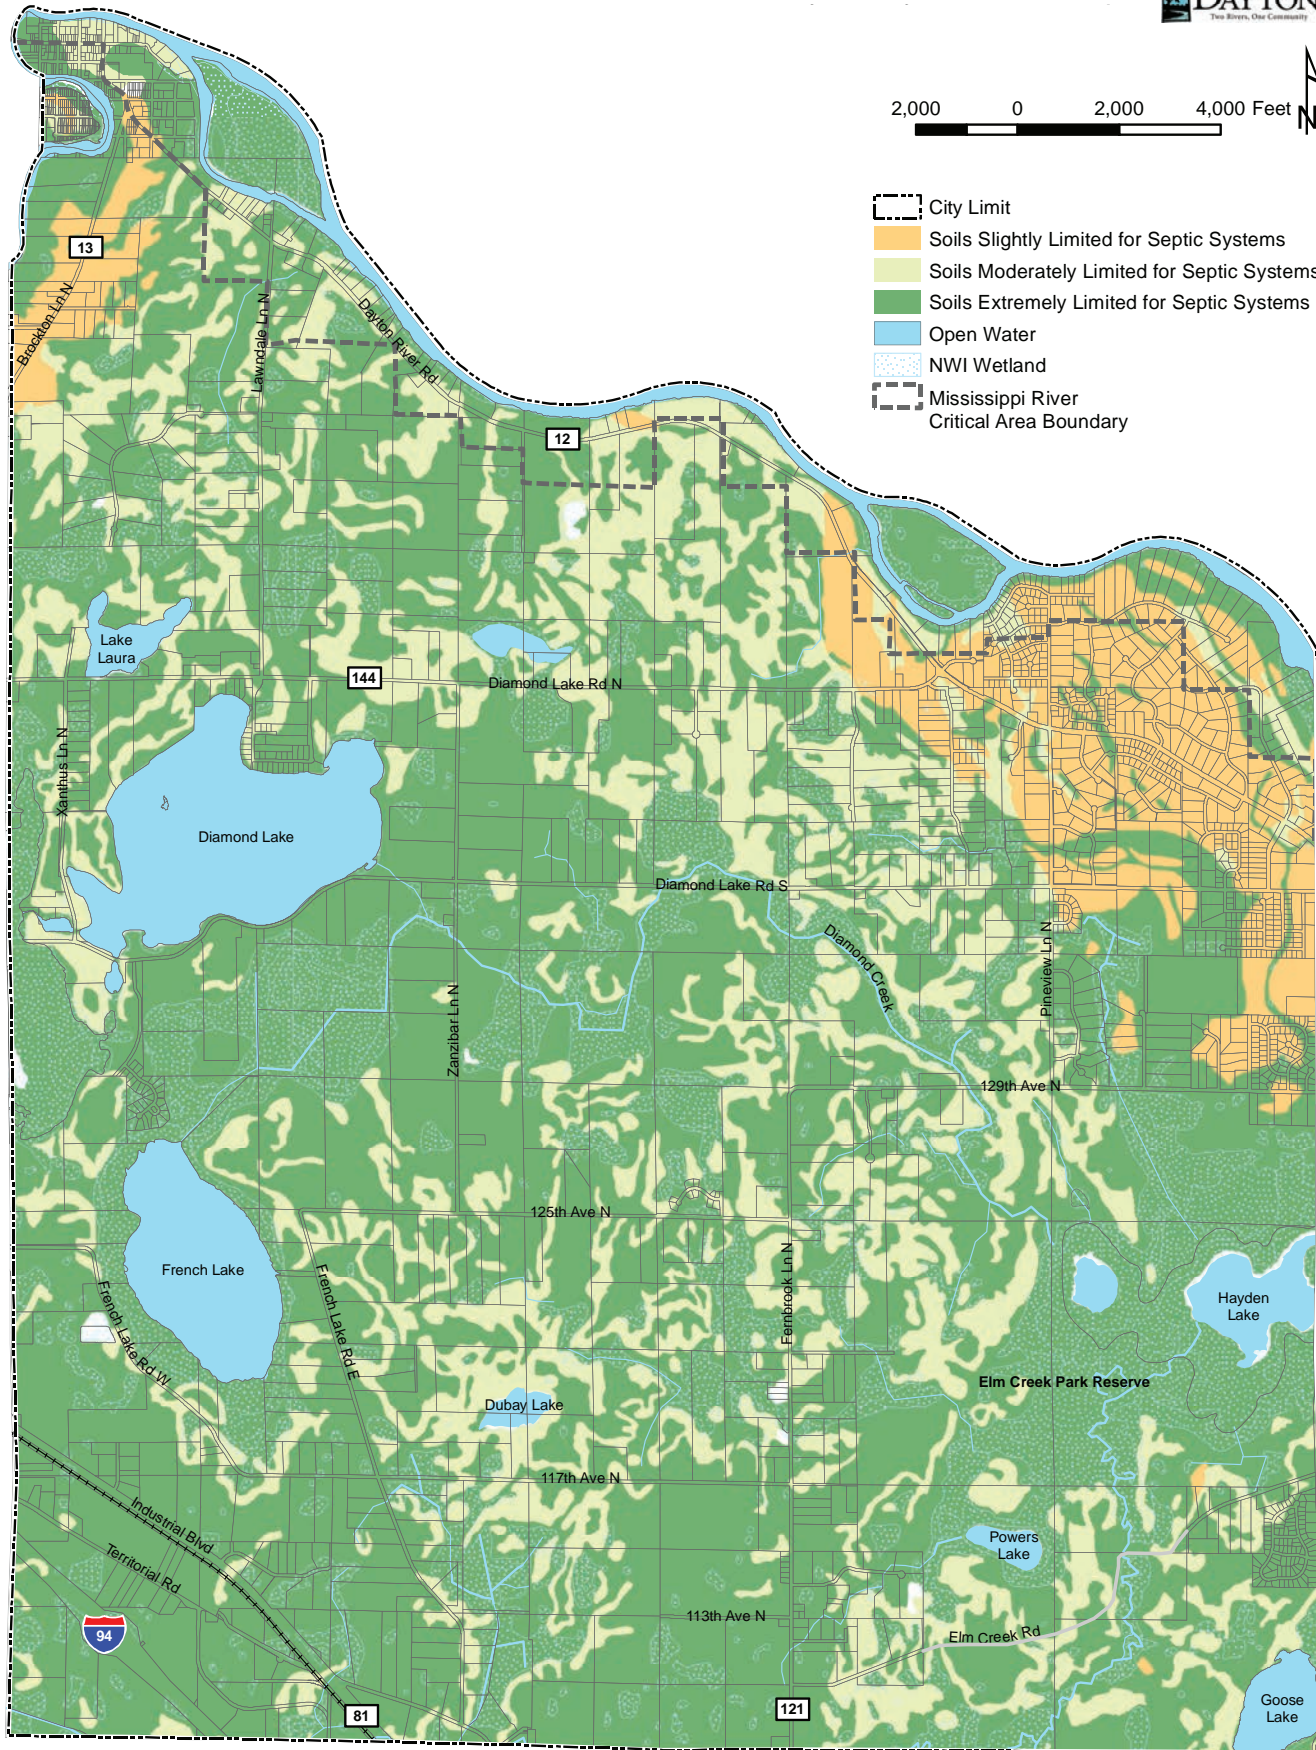 DAYTON
Two Rivers, One Community
2,000 0 2,000 4,000 Feet
N
City Limit
Soils Slightly Limited for Septic Systems
Soils Moderately Limited for Septic Systems
Soils Extremely Limited for Septic Systems
Open Water
NWI Wetland
Mississippi River
Critical Area Boundary
13
Brockton Ln N
Lawndale Ln N
Dayton River Rd
12
Lake
Laura
144
Diamond Lake Rd N
Xanthus Ln N
Diamond Lake
Diamond Lake Rd S
Diamond Creek
Pineview Ln N
Zanzibar Ln N
129th Ave N
125th Ave N
French Lake
French Lake Rd W
French Lake Rd E
Fernbrook Ln N
Hayden
Lake
Elm Creek Park Reserve
Dubay Lake
117th Ave N
Industrial Blvd
Territorial Rd
Powers
Lake
94
113th Ave N
Elm Creek Rd
81
121
Goose
Lake